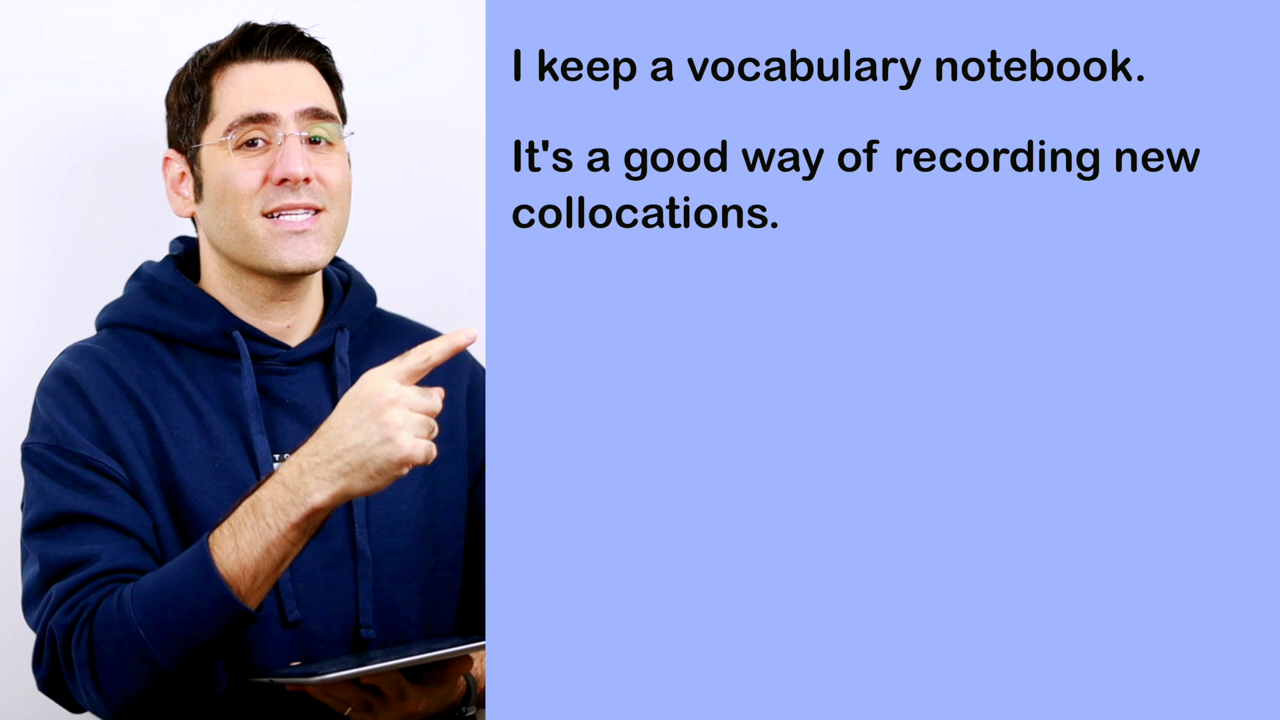 I keep a vocabulary notebook.
It's a good way of recording new
collocations.